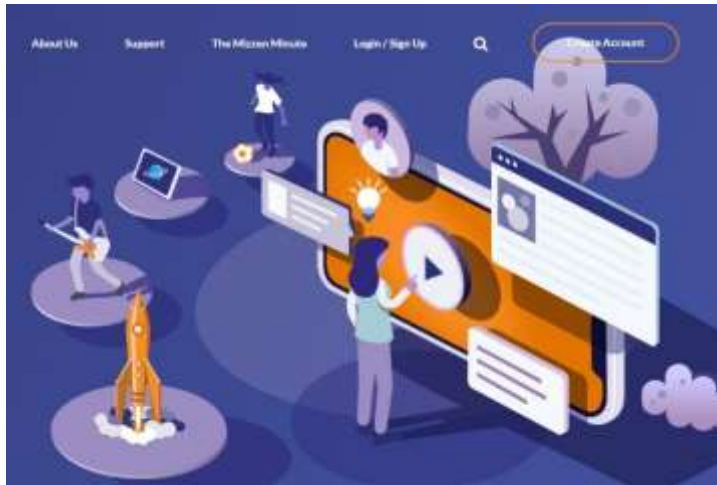 About Us
Support
The Mizzen Minute
Login / Sign Up
Create Account